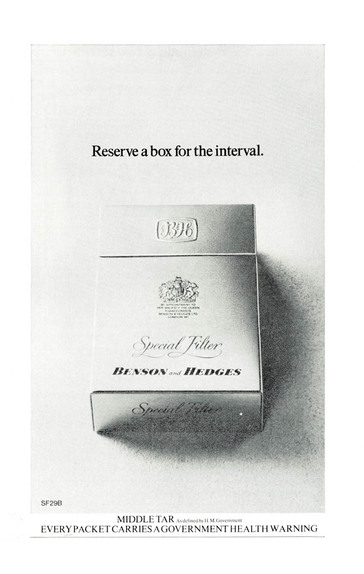 Reserve a box for the interval.
B&H
Special Filter
BENSON and HEDGES
Special Filter
SF29B
MIDDLE TAR As defined by H.M. Government
EVERY PACKET CARRIES A GOVERNMENT HEALTH WARNING